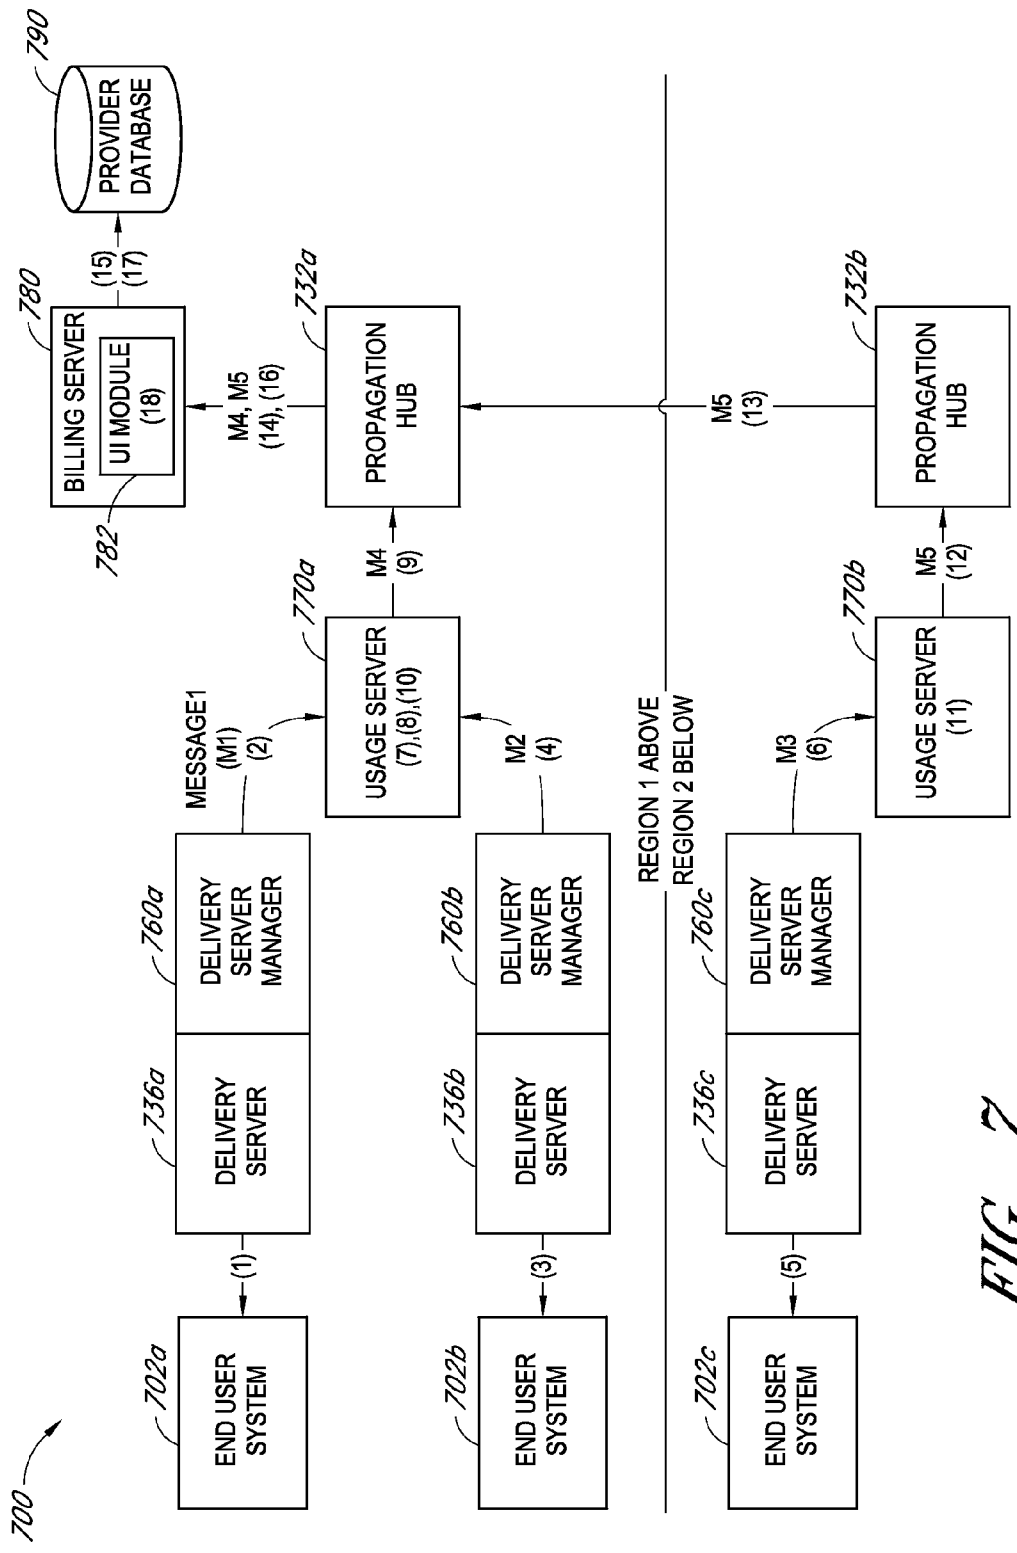 700
702a
END USER
SYSTEM
(1)
736a
DELIVERY
SERVER
760a
DELIVERY
SERVER
MANAGER
MESSAGE1
(M1)
(2)
780
BILLING SERVER
UI MODULE
(18)
782
(15)
(17)
790
PROVIDER
DATABASE
M4, M5
(14), (16)
770a
USAGE SERVER
(7),(8),(10)
M4
(9)
732a
PROPAGATION
HUB
702b
END USER
SYSTEM
(3)
736b
DELIVERY
SERVER
760b
DELIVERY
SERVER
MANAGER
M2
(4)
REGION 1 ABOVE
REGION 2 BELOW
M5
(13)
702c
END USER
SYSTEM
(5)
736c
DELIVERY
SERVER
760c
DELIVERY
SERVER
MANAGER
M3
(6)
770b
USAGE SERVER
(11)
M5
(12)
732b
PROPAGATION
HUB
FIG. 7